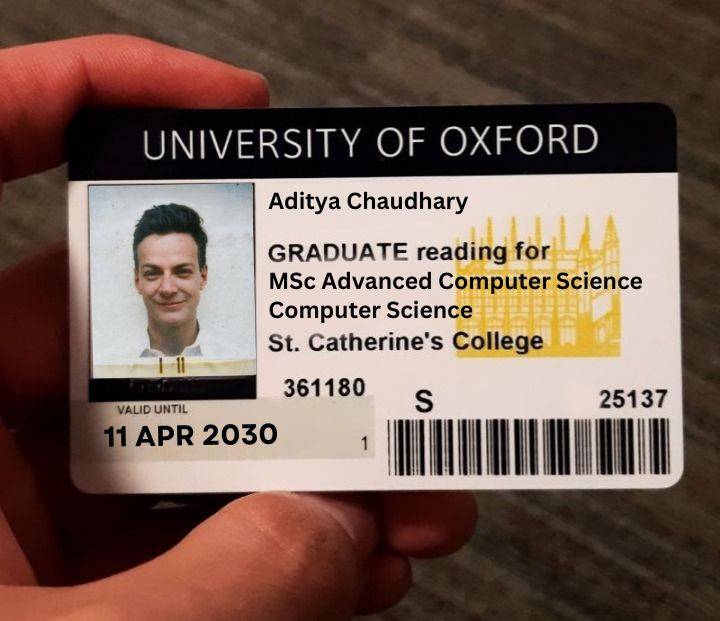 UNIVERSITY OF OXFORD
Aditya Chaudhary
GRADUATE reading for
MSc Advanced Computer Science
Computer Science
St. Catherine's College
361180
S
25137
VALID UNTIL
11 APR 2030
1